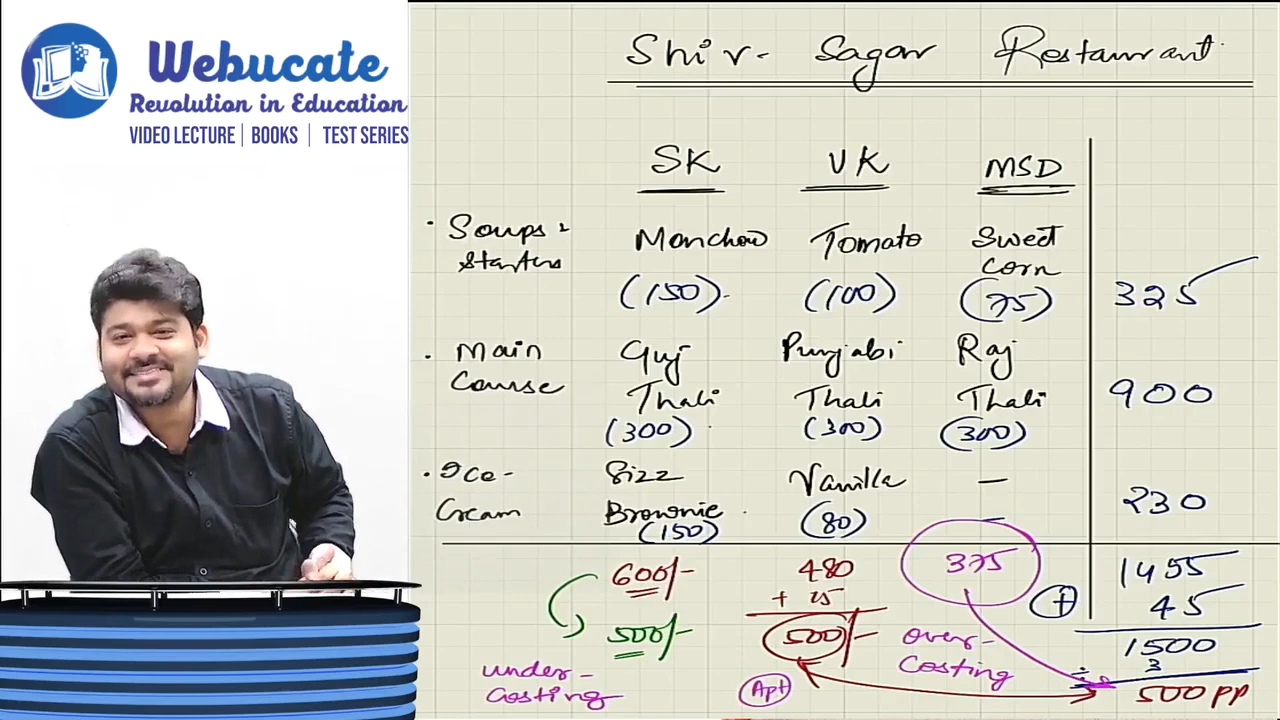 Webucate
Revolution in Education
VIDEO LECTURE | BOOKS | TEST SERIES
Shiv-Sagar Restaurant
SK VK MSD
• Soups & Starters Manchow Tomato Sweet Corn
(150) (100) (75) 325
• Main Course Guj Thali Punjabi Thali Raj Thali 900
(300) (300) (300)
• Ice-Cream Sizz Brownie Vanilla — 230
(150) (80) —
600/- 480 375 1455
+ 15 + 45
500/- 500/- over-costing 1500
under-costing ÷ 3
Apt 500 pp